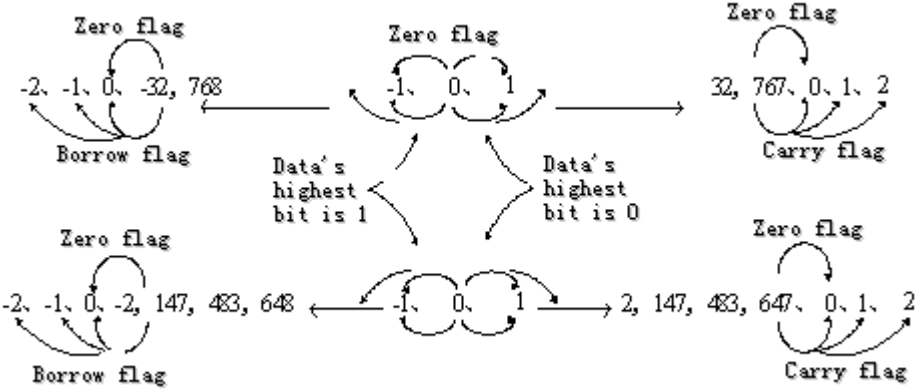 Zero flag
Zero flag
Zero flag
-2、-1、0、-32, 768
-1、 0、 1
32, 767、0、1、2
Borrow flag
Carry flag
Data's
highest
bit is 1
Data's
highest
bit is 0
Zero flag
Zero flag
-2、-1、0、-2, 147, 483, 648
-1、 0、 1
2, 147, 483, 647、 0、1、 2
Borrow flag
Carry flag